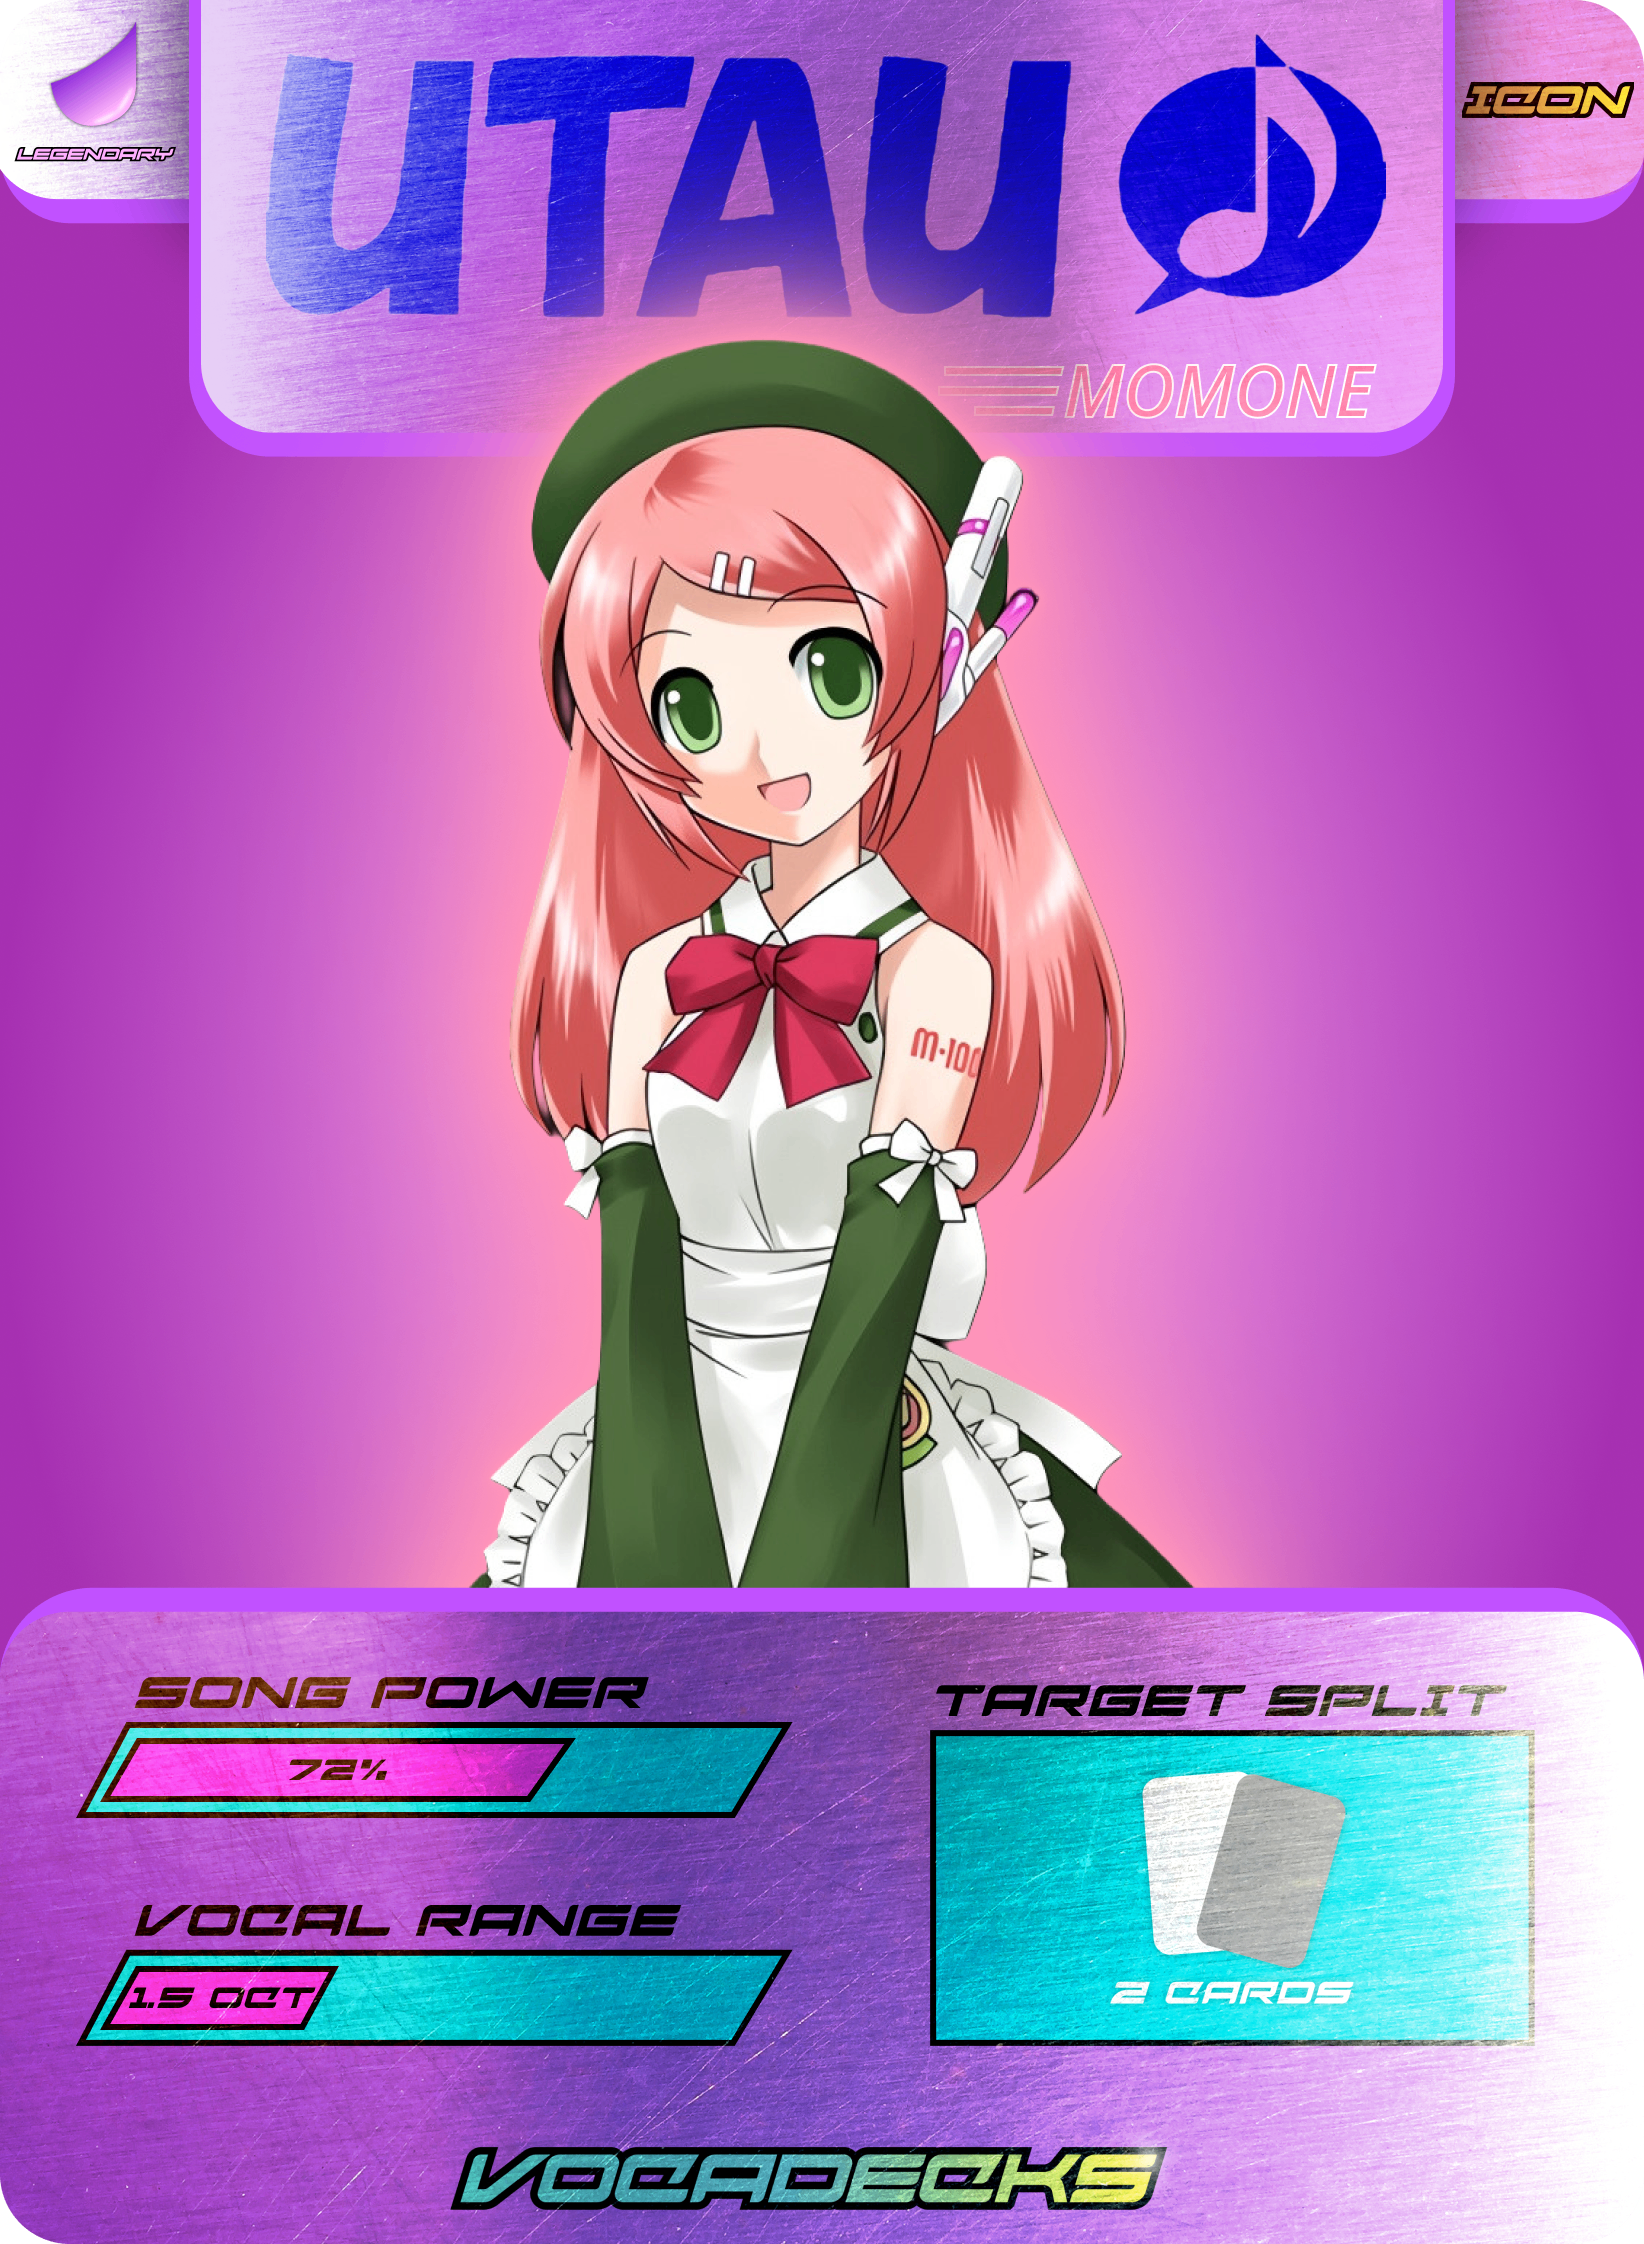 LEGENDARY
UTAU
ICON
MOMONE
M·100
SONG POWER
72%
TARGET SPLIT
VOCAL RANGE
1.5 OCT
2 CARDS
VOCADECKS